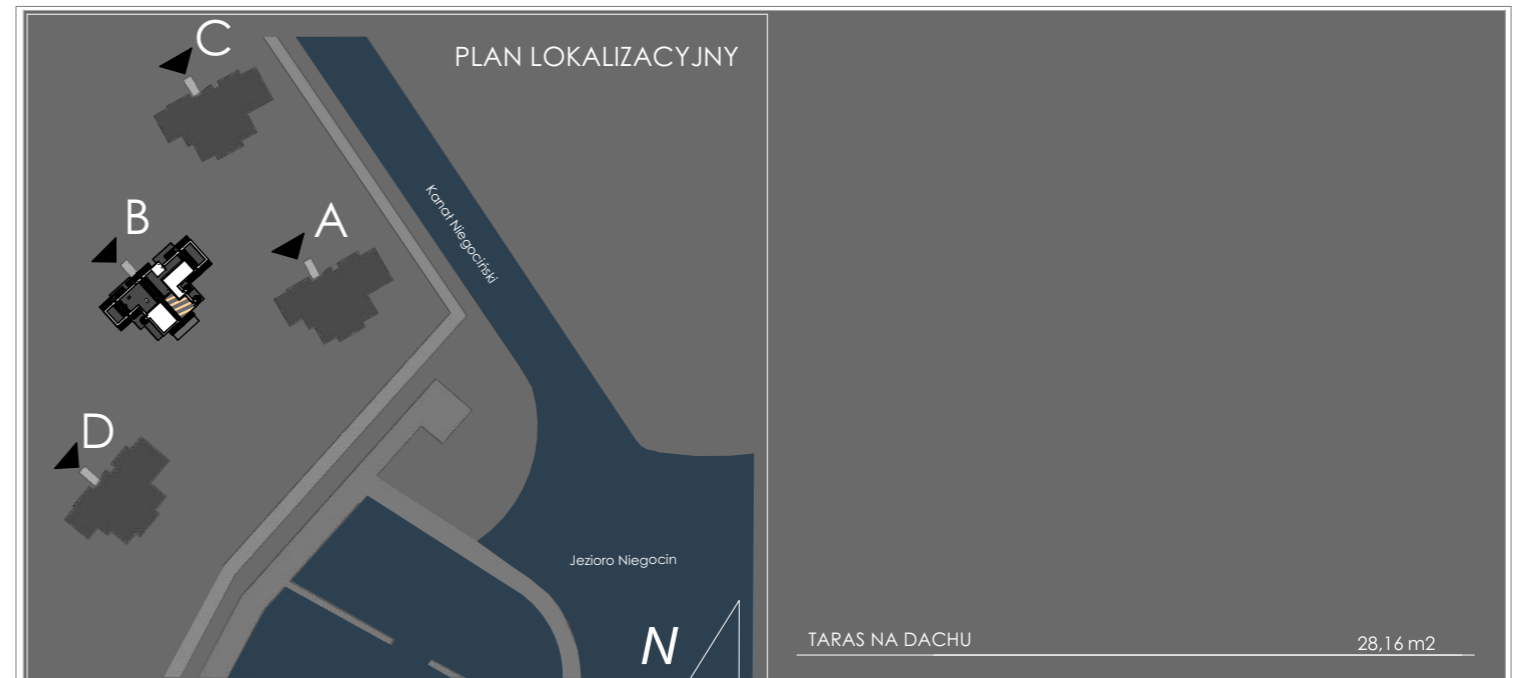 C
PLAN LOKALIZACYJNY
B
A
Kanał Niegociński
D
Jezioro Niegocin
N
TARAS NA DACHU 28,16 m2